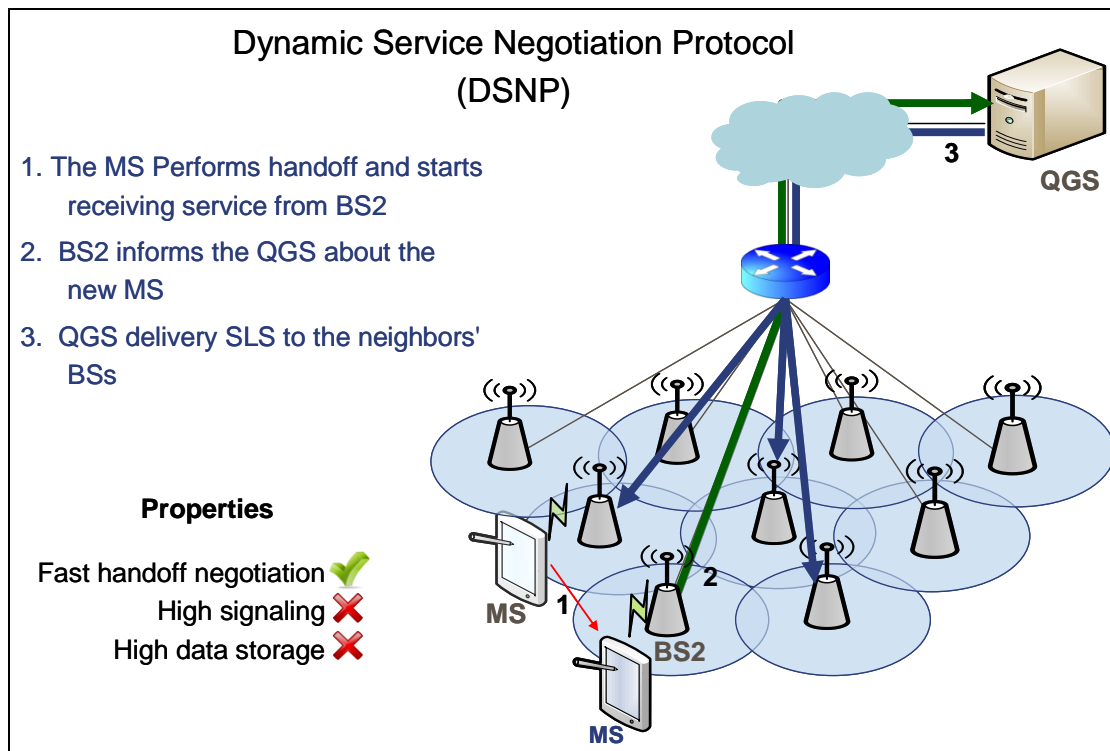 Dynamic Service Negotiation Protocol
(DSNP)
3
QGS
1. The MS Performs handoff and starts
receiving service from BS2
2. BS2 informs the QGS about the
new MS
3. QGS delivery SLS to the neighbors'
BSs
Properties
Fast handoff negotiation
High signaling
High data storage
MS
1
2
BS2
MS